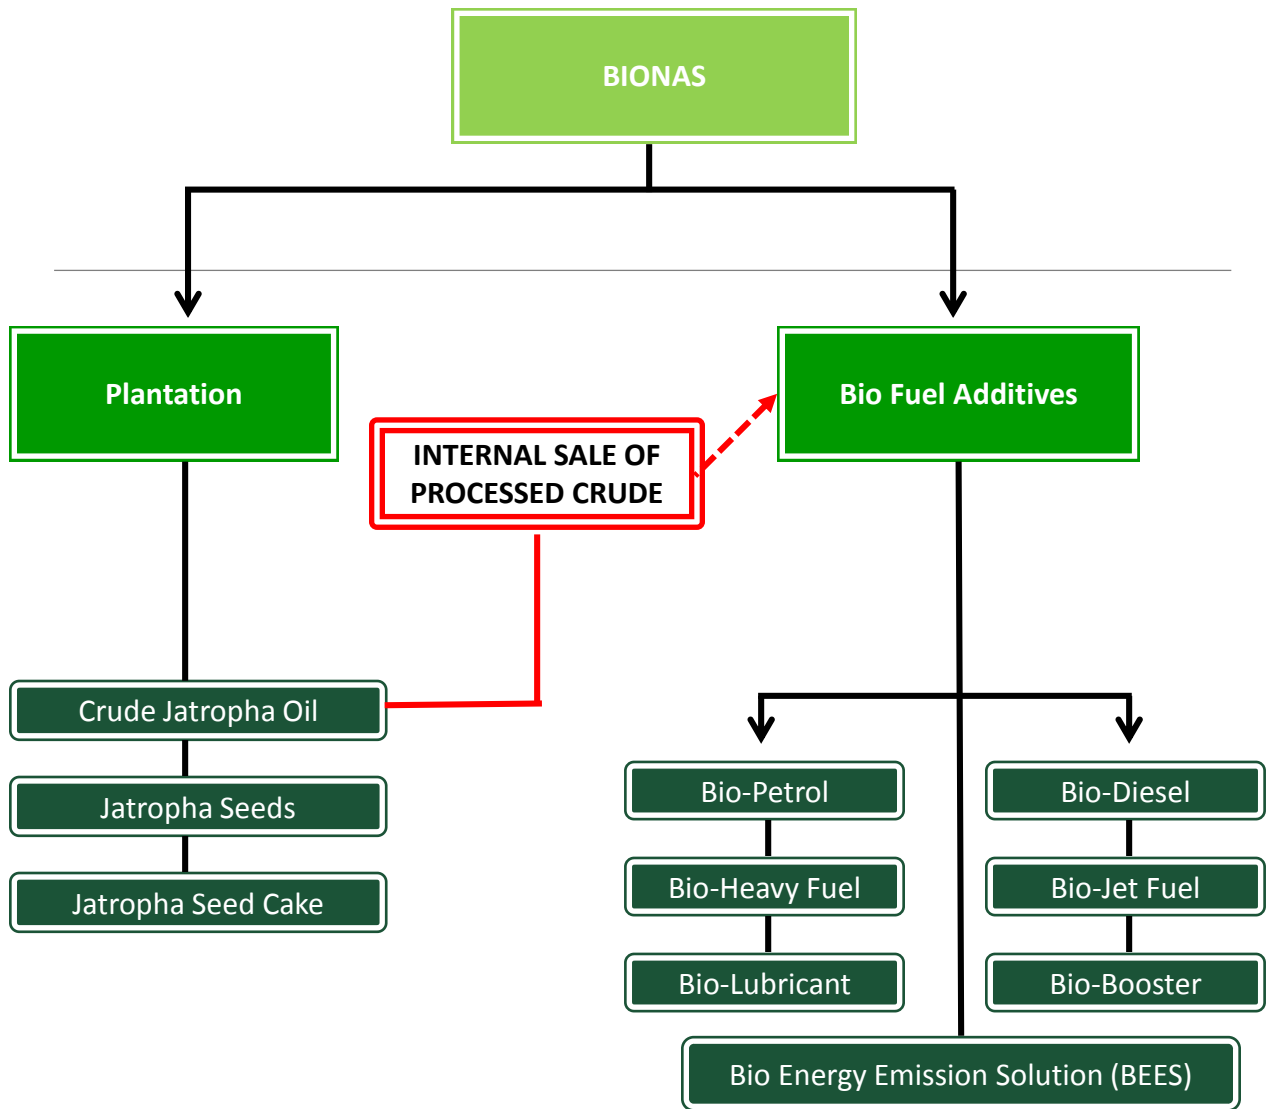 BIONAS
Plantation
Bio Fuel Additives
INTERNAL SALE OF
PROCESSED CRUDE
Crude Jatropha Oil
Jatropha Seeds
Jatropha Seed Cake
Bio-Petrol
Bio-Diesel
Bio-Heavy Fuel
Bio-Jet Fuel
Bio-Lubricant
Bio-Booster
Bio Energy Emission Solution (BEES)